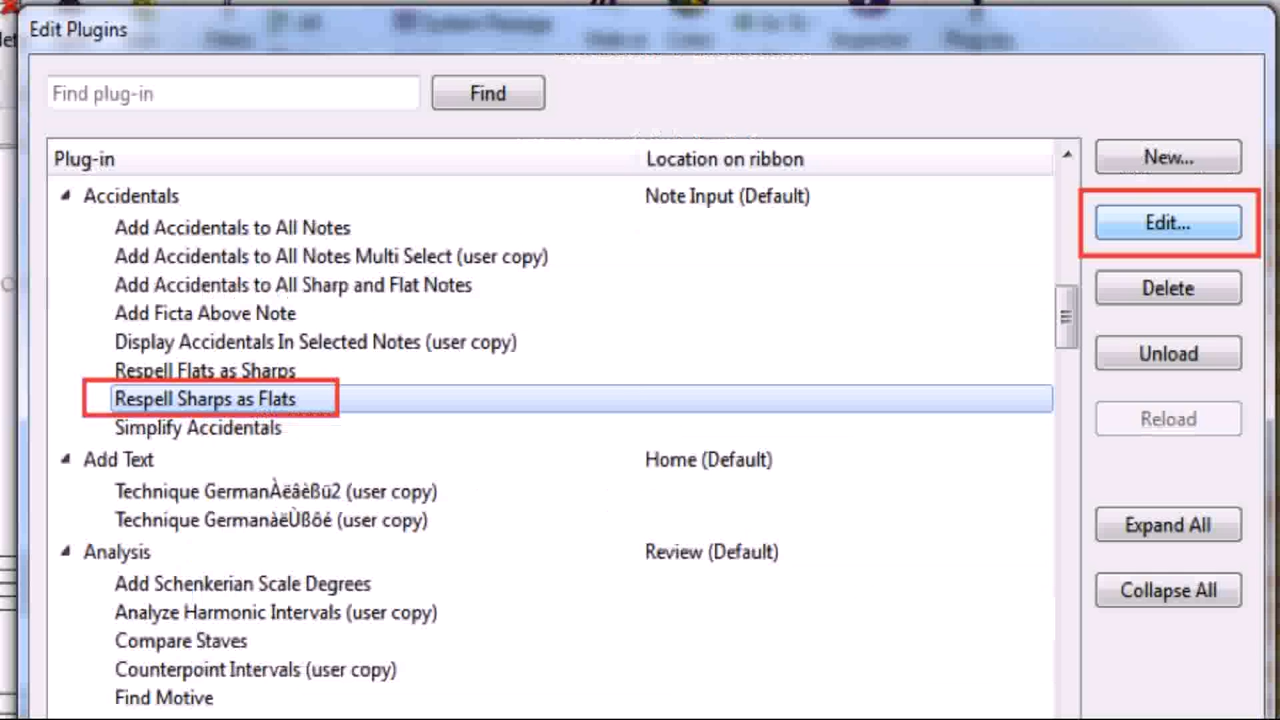 Edit Plugins
Find plug-in Find
Plug-in Location on ribbon New...
Accidentals Note Input (Default)
Add Accidentals to All Notes Edit...
Add Accidentals to All Notes Multi Select (user copy)
Add Accidentals to All Sharp and Flat Notes Delete
Add Ficta Above Note
Display Accidentals In Selected Notes (user copy) Unload
Respell Flats as Sharps
Respell Sharps as Flats
Simplify Accidentals Reload
Add Text Home (Default)
Technique GermanÀëâèßü2 (user copy)
Technique GermanàëÙßôé (user copy) Expand All
Analysis Review (Default)
Add Schenkerian Scale Degrees Collapse All
Analyze Harmonic Intervals (user copy)
Compare Staves
Counterpoint Intervals (user copy)
Find Motive